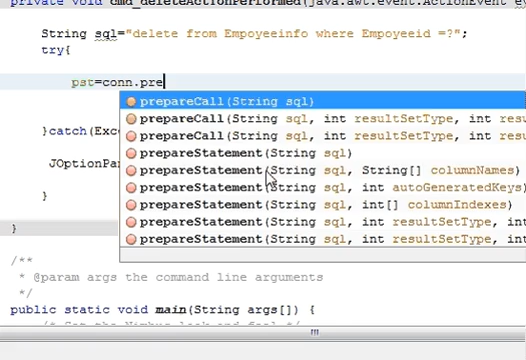 private void cmd_deleteActionPerformed(java.awt.event.ActionEvent
String sql="delete from Empoyeeinfo where Empoyeeid =?";
try{
pst=conn.pre
prepareCall(String sql)
prepareCall(String sql, int resultSetType, int
prepareCall(String sql, int resultSetType, int
prepareStatement(String sql)
prepareStatement(String sql, String[] columnNames)
prepareStatement(String sql, int autoGeneratedKeys)
prepareStatement(String sql, int[] columnIndexes)
prepareStatement(String sql, int resultSetType, int
prepareStatement(String sql, int resultSetType, int
}catch(Exc
JOptionPa
}
}
/**
* @param args the command line arguments
*/
public static void main(String args[]) {